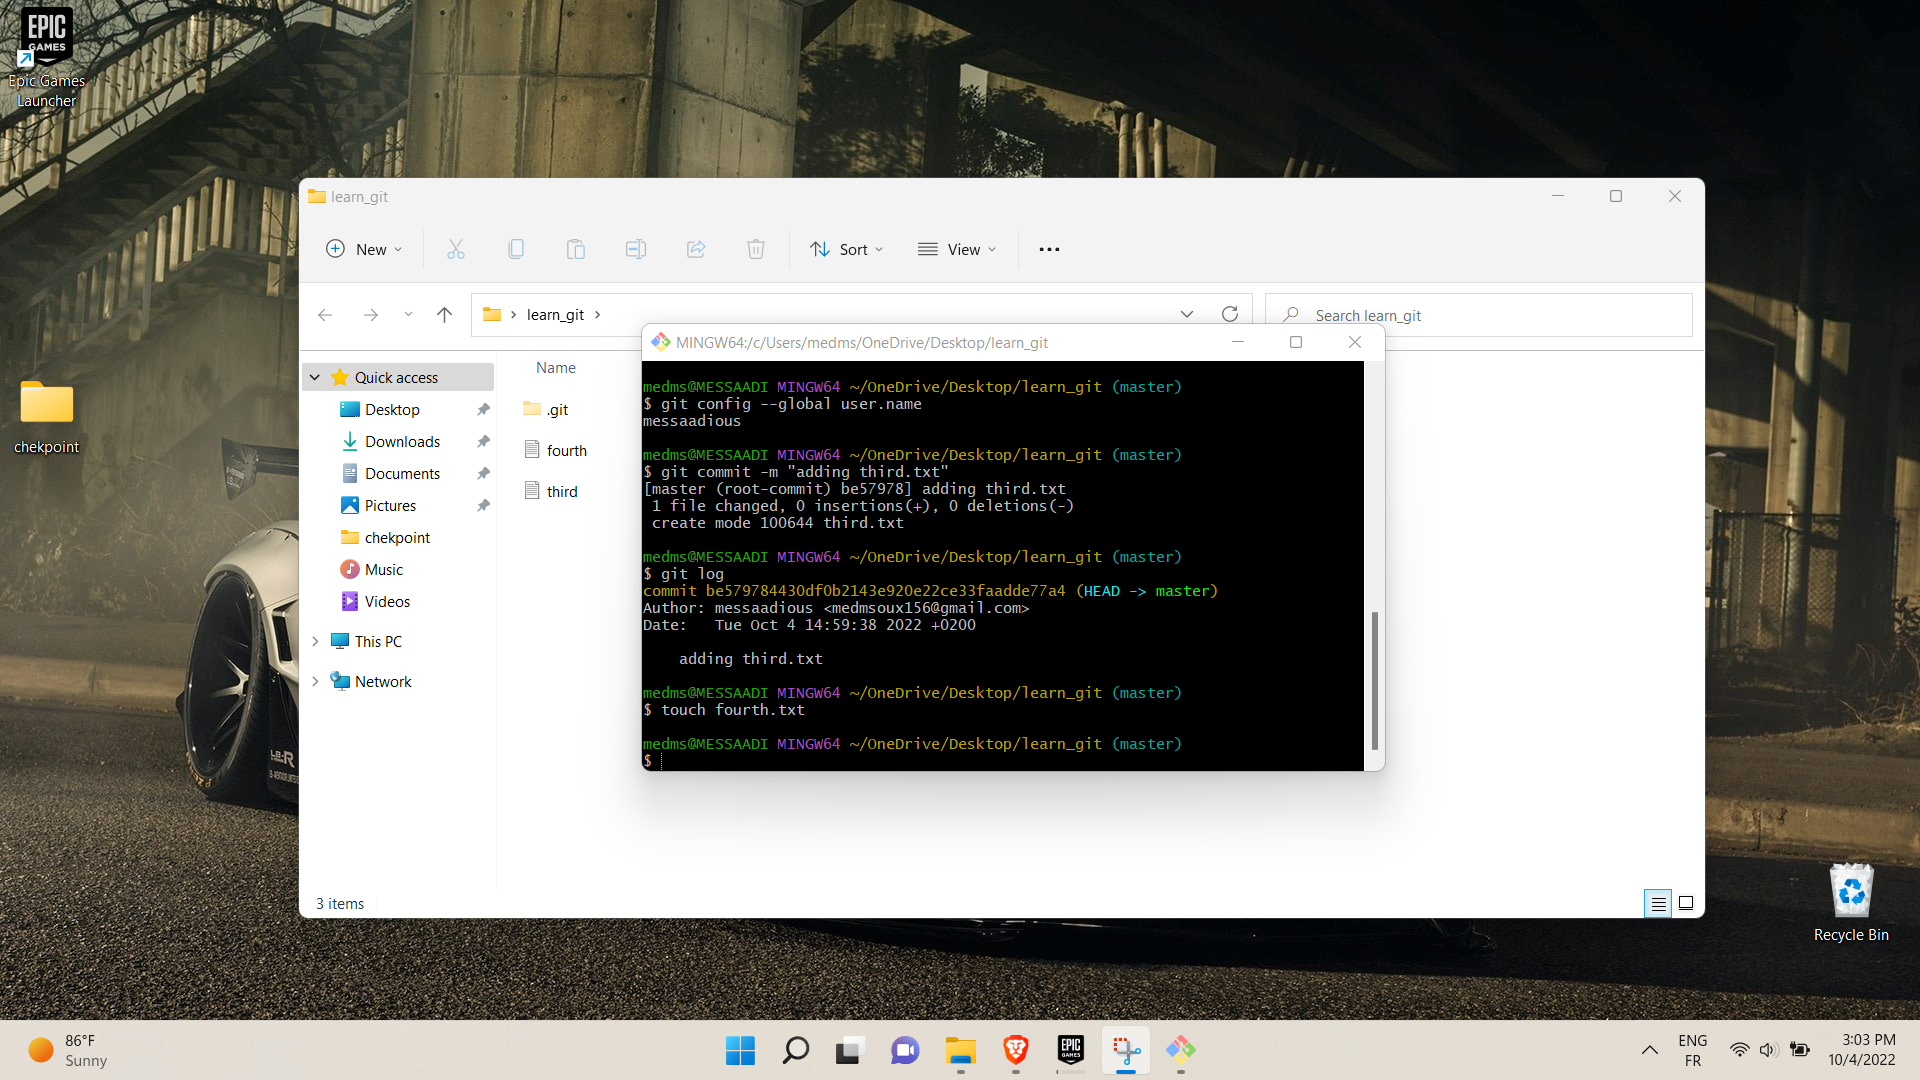 EPIC
GAMES
Epic Games
Launcher
chekpoint
learn_git
New
Sort
View
learn_git
Search learn_git
Quick access
Desktop
Downloads
Documents
Pictures
chekpoint
Music
Videos
This PC
Network
Name
.git
fourth
third
3 items
MINGW64:/c/Users/medms/OneDrive/Desktop/learn_git
medms@MESSAADI MINGW64 ~/OneDrive/Desktop/learn_git (master)
$ git config --global user.name
messaadious
medms@MESSAADI MINGW64 ~/OneDrive/Desktop/learn_git (master)
$ git commit -m "adding third.txt"
[master (root-commit) be57978] adding third.txt
1 file changed, 0 insertions(+), 0 deletions(-)
create mode 100644 third.txt
medms@MESSAADI MINGW64 ~/OneDrive/Desktop/learn_git (master)
$ git log
commit be579784430df0b2143e920e22ce33faadde77a4 (HEAD -> master)
Author: messaadious <medmsoux156@gmail.com>
Date:   Tue Oct 4 14:59:38 2022 +0200
adding third.txt
medms@MESSAADI MINGW64 ~/OneDrive/Desktop/learn_git (master)
$ touch fourth.txt
medms@MESSAADI MINGW64 ~/OneDrive/Desktop/learn_git (master)
$
Recycle Bin
86°F
Sunny
EPIC
GAMES
ENG
FR
3:03 PM
10/4/2022